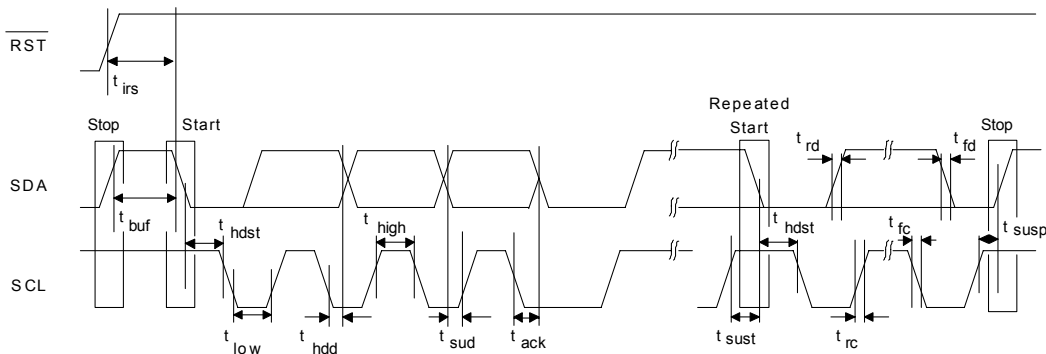 RST
t irs
Repeated
Stop Start Start Stop
t rd t fd
SDA
t buf t hdst t high t hdst t fc t susp
SCL
t low t hdd t sud t ack t sust t rc